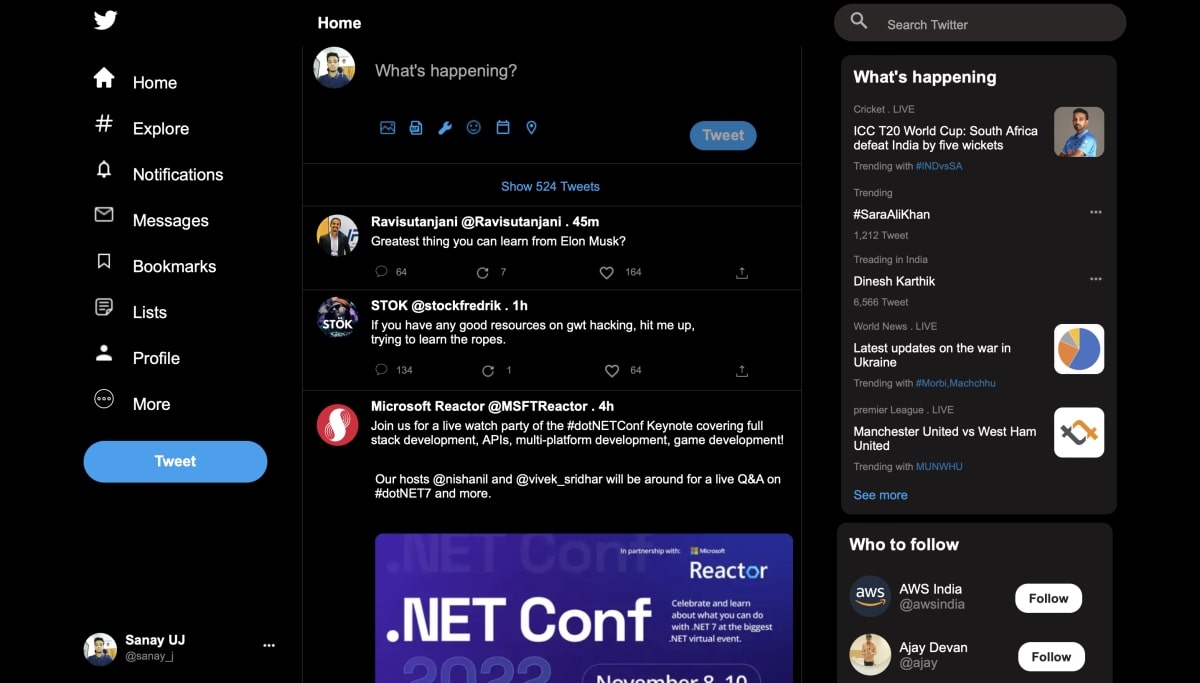 Home
Explore
Notifications
Messages
Bookmarks
Lists
Profile
More
Tweet
Sanay UJ
@sanay_j
Home
What's happening?
Tweet
Show 524 Tweets
Ravisutanjani @Ravisutanjani . 45m
Greatest thing you can learn from Elon Musk?
64 7 164
STÖK
STOK @stockfredrik . 1h
If you have any good resources on gwt hacking, hit me up,
trying to learn the ropes.
134 1 64
Microsoft Reactor @MSFTReactor . 4h
Join us for a live watch party of the #dotNETConf Keynote covering full
stack development, APIs, multi-platform development, game development!
Our hosts @nishanil and @vivek_sridhar will be around for a live Q&A on
#dotNET7 and more.
.NET Conf
In partnership with: Microsoft
Reactor
.NET Conf
Celebrate and learn
about what you can do
with .NET 7 at the biggest
.NET virtual event.
2022
November 8-10
Search Twitter
What's happening
Cricket . LIVE
ICC T20 World Cup: South Africa
defeat India by five wickets
Trending with #INDvsSA
Trending
#SaraAliKhan
1,212 Tweet
Treading in India
Dinesh Karthik
6,566 Tweet
World News . LIVE
Latest updates on the war in
Ukraine
Trending with #Morbi,Machchhu
premier League . LIVE
Manchester United vs West Ham
United
Trending with MUNWHU
See more
Who to follow
aws
AWS India
@awsindia
Follow
Ajay Devan
@ajay
Follow